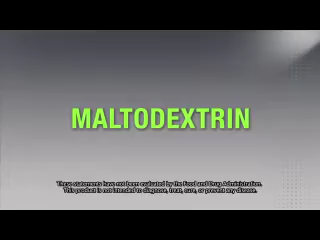 MALTODEXTRIN
These statements have not been evaluated by the Food and Drug Administration.
This product is not intended to diagnose, treat, cure, or prevent any disease.